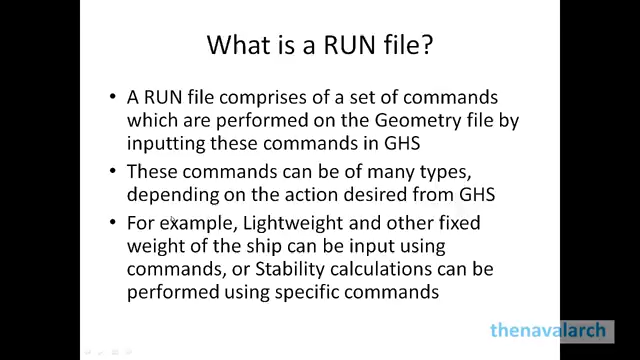 What is a RUN file?
• A RUN file comprises of a set of commands
which are performed on the Geometry file by
inputting these commands in GHS
• These commands can be of many types,
depending on the action desired from GHS
• For example, Lightweight and other fixed
weight of the ship can be input using
commands, or Stability calculations can be
performed using specific commands
thenavalarch